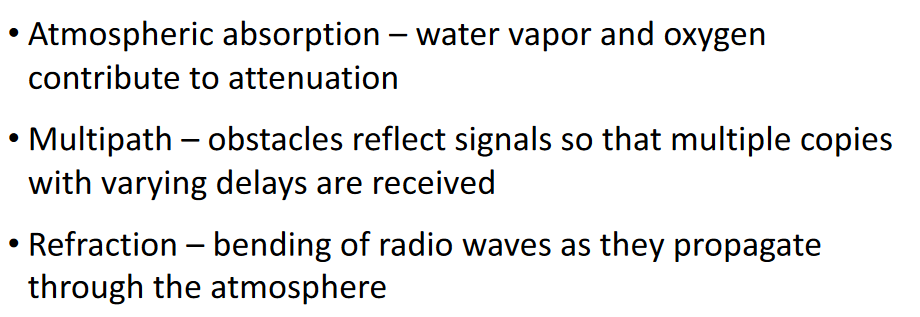 • Atmospheric absorption – water vapor and oxygen
contribute to attenuation
• Multipath – obstacles reflect signals so that multiple copies
with varying delays are received
• Refraction – bending of radio waves as they propagate
through the atmosphere